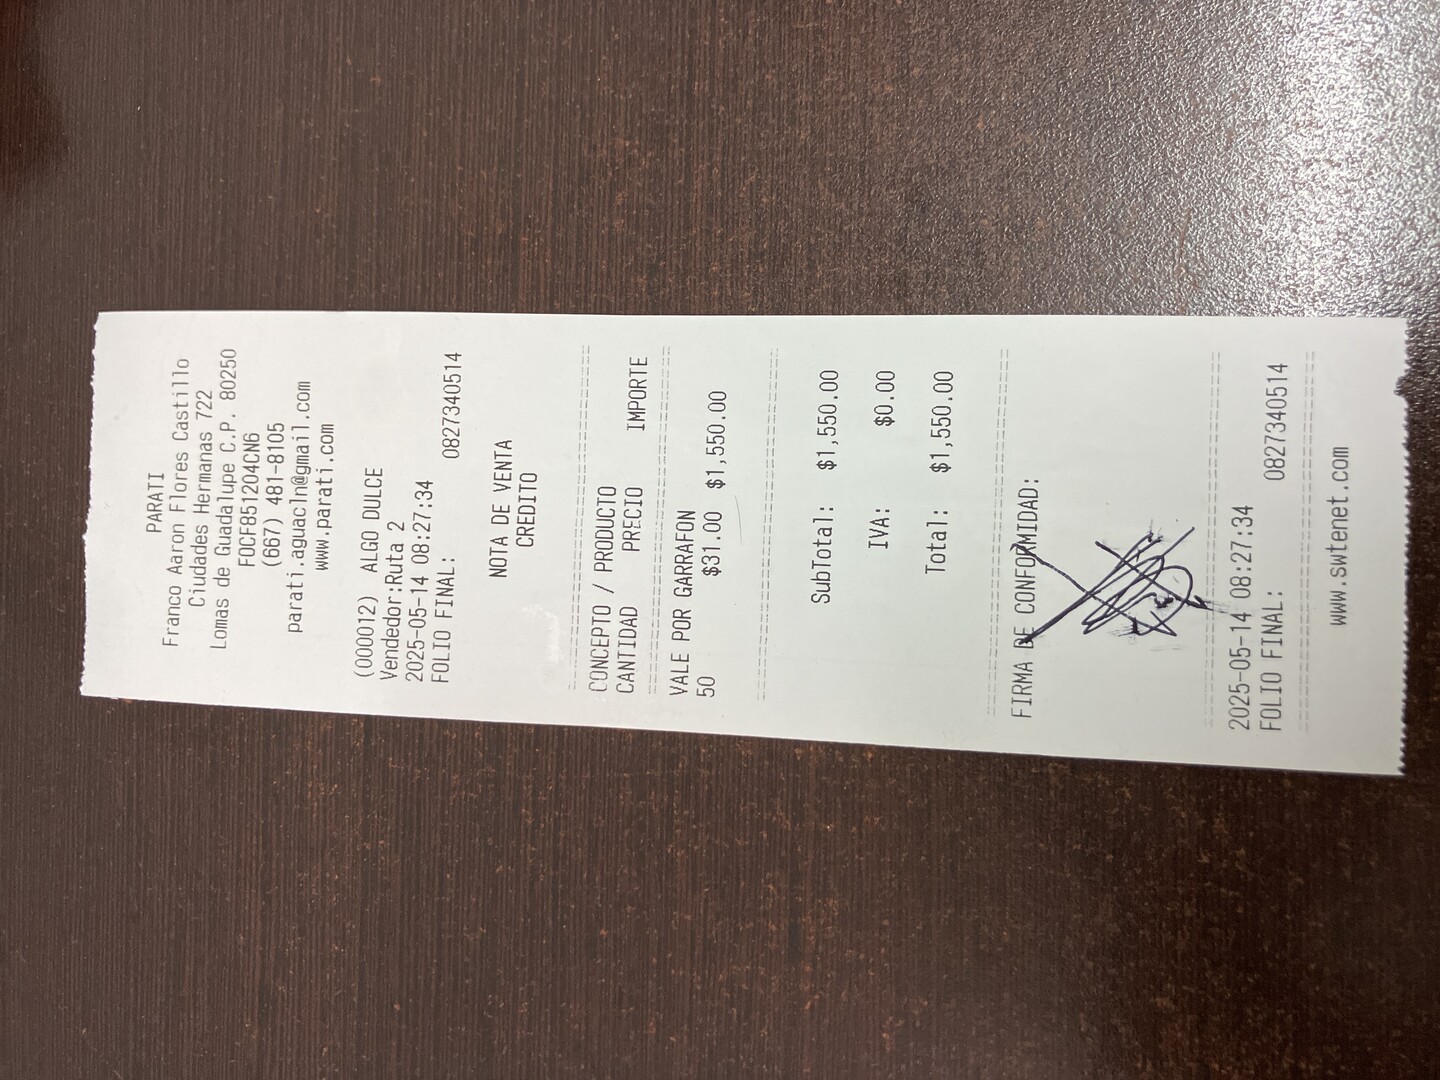 PARATI
Franco Aaron Flores Castillo
Ciudades Hermanas 722
Lomas de Guadalupe C.P. 80250
FOCF851204CN6
(667) 481-8105
parati.aguacln@gmail.com
www.parati.com
(000012) ALGO DULCE
Vendedor:Ruta 2
2025-05-14 08:27:34
FOLIO FINAL: 0827340514
NOTA DE VENTA
CREDITO
CONCEPTO / PRODUCTO
CANTIDAD PRECIO IMPORTE
VALE POR GARRAFON
50 $31.00 $1,550.00
SubTotal: $1,550.00
IVA: $0.00
Total: $1,550.00
FIRMA DE CONFORMIDAD:
2025-05-14 08:27:34
FOLIO FINAL: 0827340514
www.swtenet.com